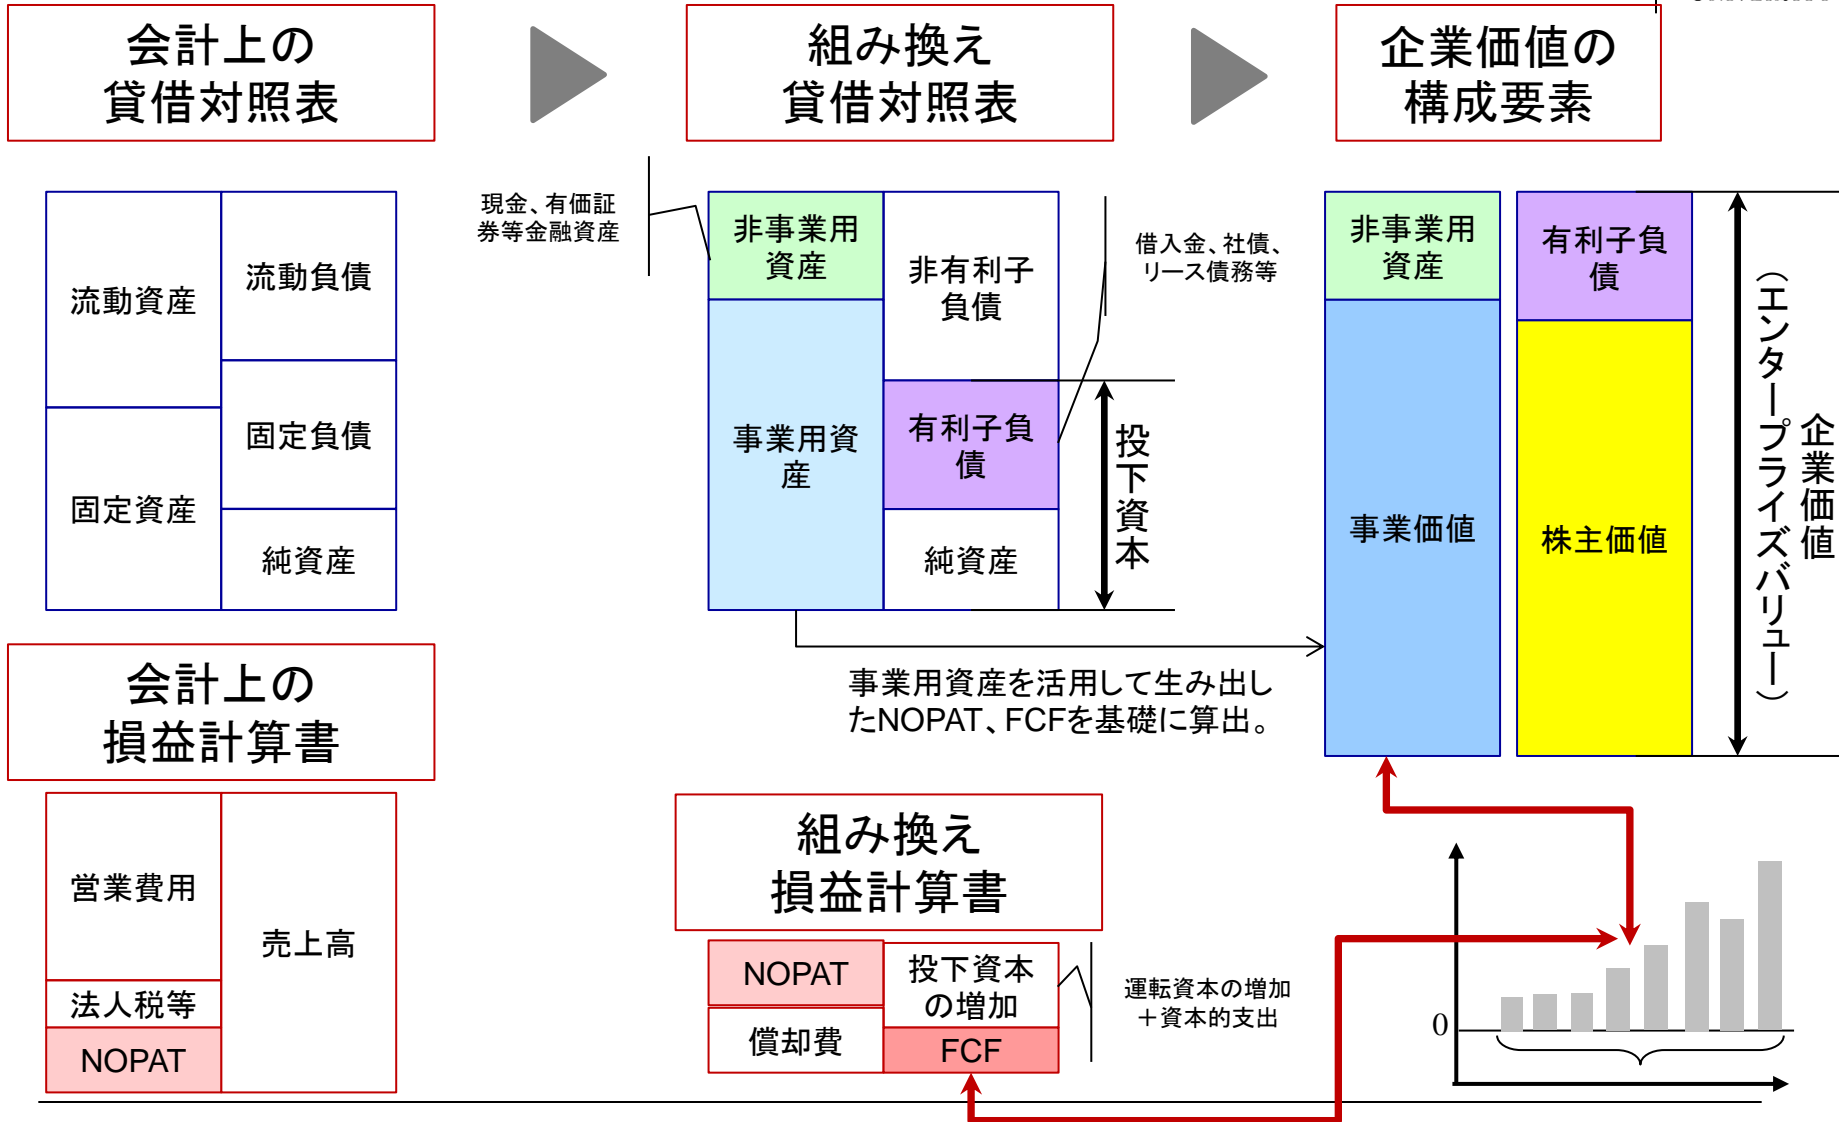 会計上の
貸借対照表
組み換え
貸借対照表
企業価値の
構成要素
流動資産
固定資産
流動負債
固定負債
純資産
現金、有価証
券等金融資産
非事業用
資産
事業用資
産
非有利子
負債
有利子負
債
純資産
借入金、社債、
リース債務等
投下資本
非事業用
資産
事業価値
有利子負
債
株主価値
企業価値
（エンタープライズバリュー）
事業用資産を活用して生み出し
たNOPAT、FCFを基礎に算出。
会計上の
損益計算書
営業費用
法人税等
NOPAT
売上高
組み換え
損益計算書
NOPAT
償却費
投下資本
の増加
FCF
運転資本の増加
＋資本的支出
0